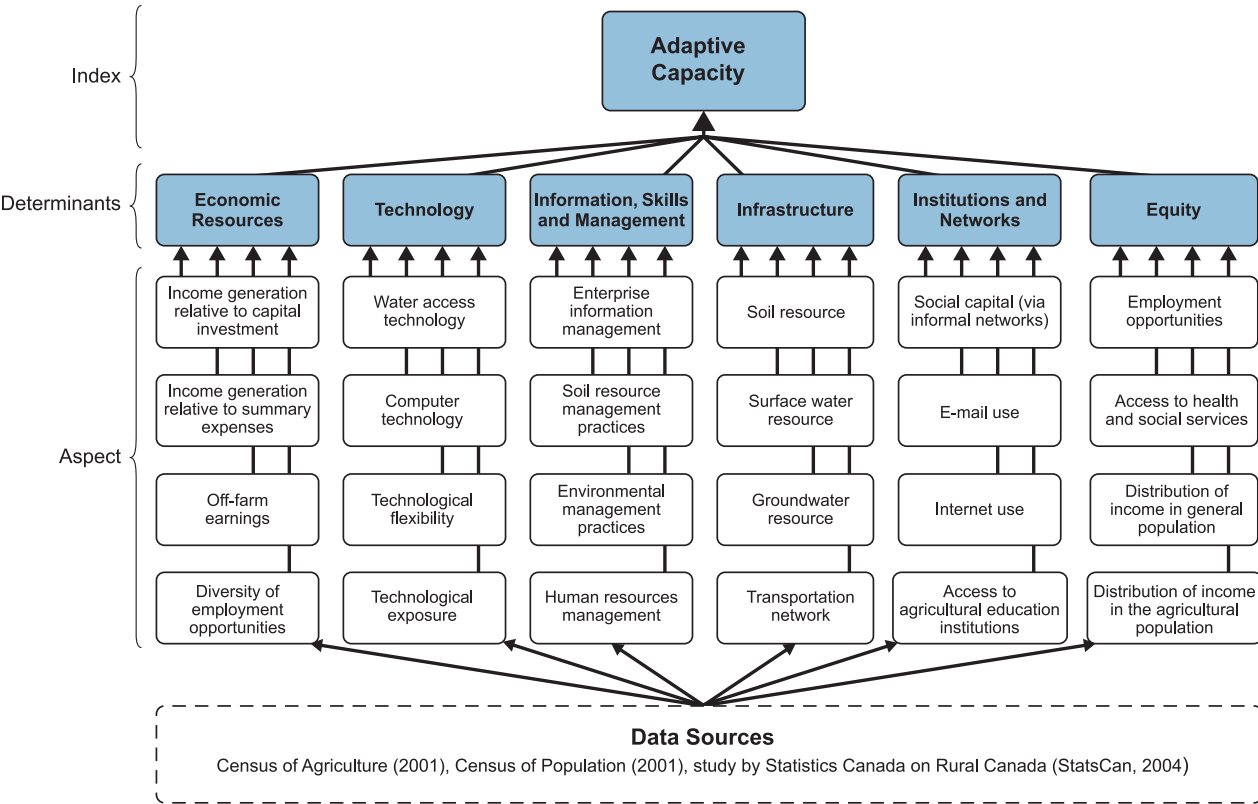 Adaptive
Capacity
Index
Determinants
Economic
Resources
Technology
Information, Skills
and Management
Infrastructure
Institutions and
Networks
Equity
Aspect
Income generation
relative to capital
investment
Water access
technology
Enterprise
information
management
Soil resource
Social capital (via
informal networks)
Employment
opportunities
Income generation
relative to summary
expenses
Computer
technology
Soil resource
management
practices
Surface water
resource
E-mail use
Access to health
and social services
Off-farm
earnings
Technological
flexibility
Environmental
management
practices
Groundwater
resource
Internet use
Distribution of
income in general
population
Diversity of
employment
opportunities
Technological
exposure
Human resources
management
Transportation
network
Access to
agricultural education
institutions
Distribution of income
in the agricultural
population
Data Sources
Census of Agriculture (2001), Census of Population (2001), study by Statistics Canada on Rural Canada (StatsCan, 2004)